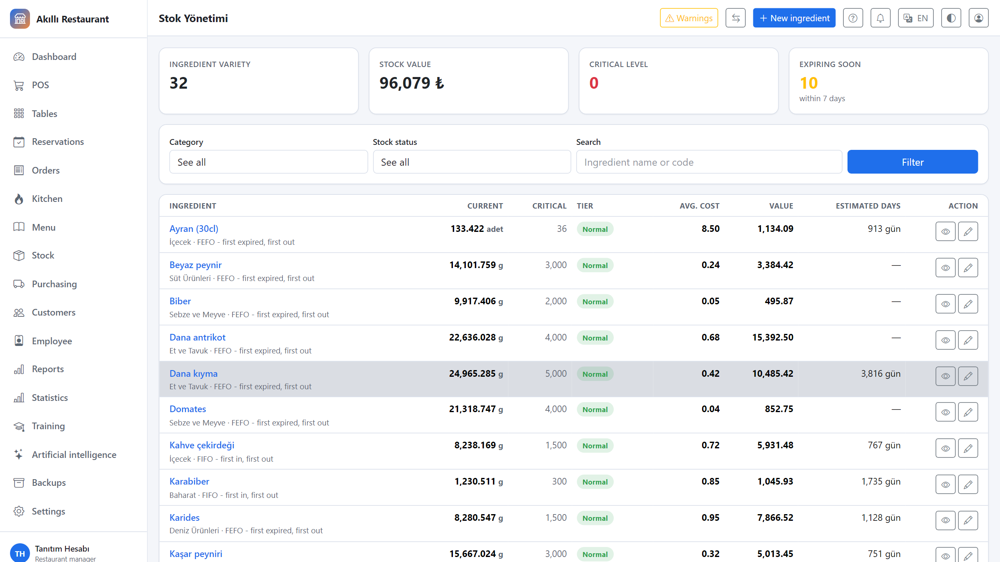 Akıllı Restaurant
Stok Yönetimi
Warnings
New ingredient
EN
Dashboard
POS
Tables
Reservations
Orders
Kitchen
Menu
Stock
Purchasing
Customers
Employee
Reports
Statistics
Training
Artificial intelligence
Backups
Settings
TH
Tanıtım Hesabı
Restaurant manager
INGREDIENT VARIETY
32
STOCK VALUE
96,079 ₺
CRITICAL LEVEL
0
EXPIRING SOON
10
within 7 days
Category
See all
Stock status
See all
Search
Ingredient name or code
Filter
INGREDIENT CURRENT CRITICAL TIER AVG. COST VALUE ESTIMATED DAYS ACTION
Ayran (30cl) 133.422 adet 36 Normal 8.50 1,134.09 913 gün
İçecek · FEFO - first expired, first out
Beyaz peynir 14,101.759 g 3,000 Normal 0.24 3,384.42 —
Süt Ürünleri · FEFO - first expired, first out
Biber 9,917.406 g 2,000 Normal 0.05 495.87 —
Sebze ve Meyve · FEFO - first expired, first out
Dana antrikot 22,636.028 g 4,000 Normal 0.68 15,392.50 —
Et ve Tavuk · FEFO - first expired, first out
Dana kıyma 24,965.285 g 5,000 Normal 0.42 10,485.42 3,816 gün
Et ve Tavuk · FEFO - first expired, first out
Domates 21,318.747 g 4,000 Normal 0.04 852.75 —
Sebze ve Meyve · FEFO - first expired, first out
Kahve çekirdeği 8,238.169 g 1,500 Normal 0.72 5,931.48 767 gün
İçecek · FIFO - first in, first out
Karabiber 1,230.511 g 300 Normal 0.85 1,045.93 1,735 gün
Baharat · FIFO - first in, first out
Karides 8,280.547 g 1,500 Normal 0.95 7,866.52 1,128 gün
Deniz Ürünleri · FEFO - first expired, first out
Kaşar peyniri 15,667.024 g 3,000 Normal 0.32 5,013.45 751 gün